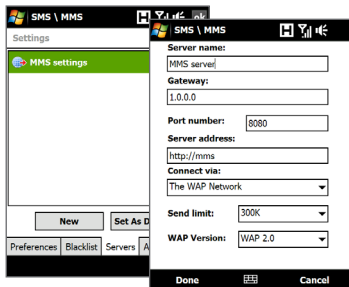 SMS \ MMS
ok
Settings
MMS settings
New
Set As D
Preferences
Blacklist
Servers
A
SMS \ MMS
Server name:
MMS server
Gateway:
1.0.0.0
Port number: 8080
Server address:
http://mms
Connect via:
The WAP Network
Send limit: 300K
WAP Version: WAP 2.0
Done
Cancel